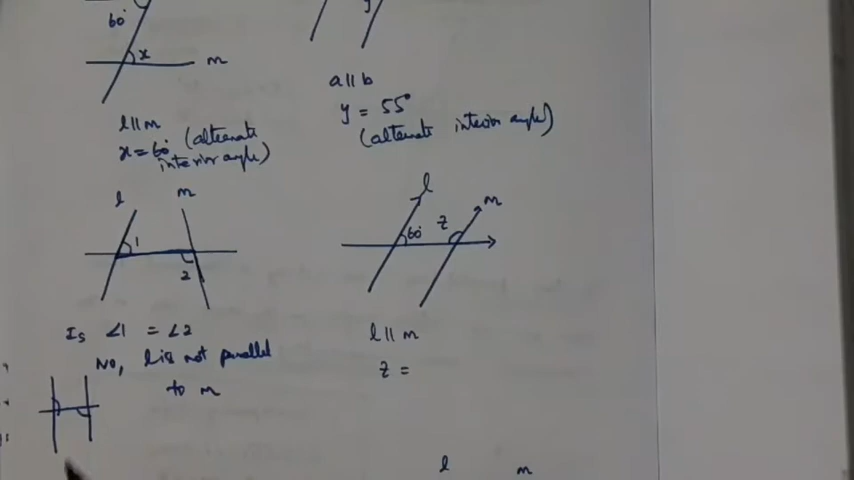 60°
x
m
l || m
x = 60° (alternate
interior angle)
y
a || b
y = 55°
(alternate interior angle)
l
m
1
2
Is ∠1 = ∠2
No, l is not parallel
to m
l
m
60°
z
l || m
z =
l m